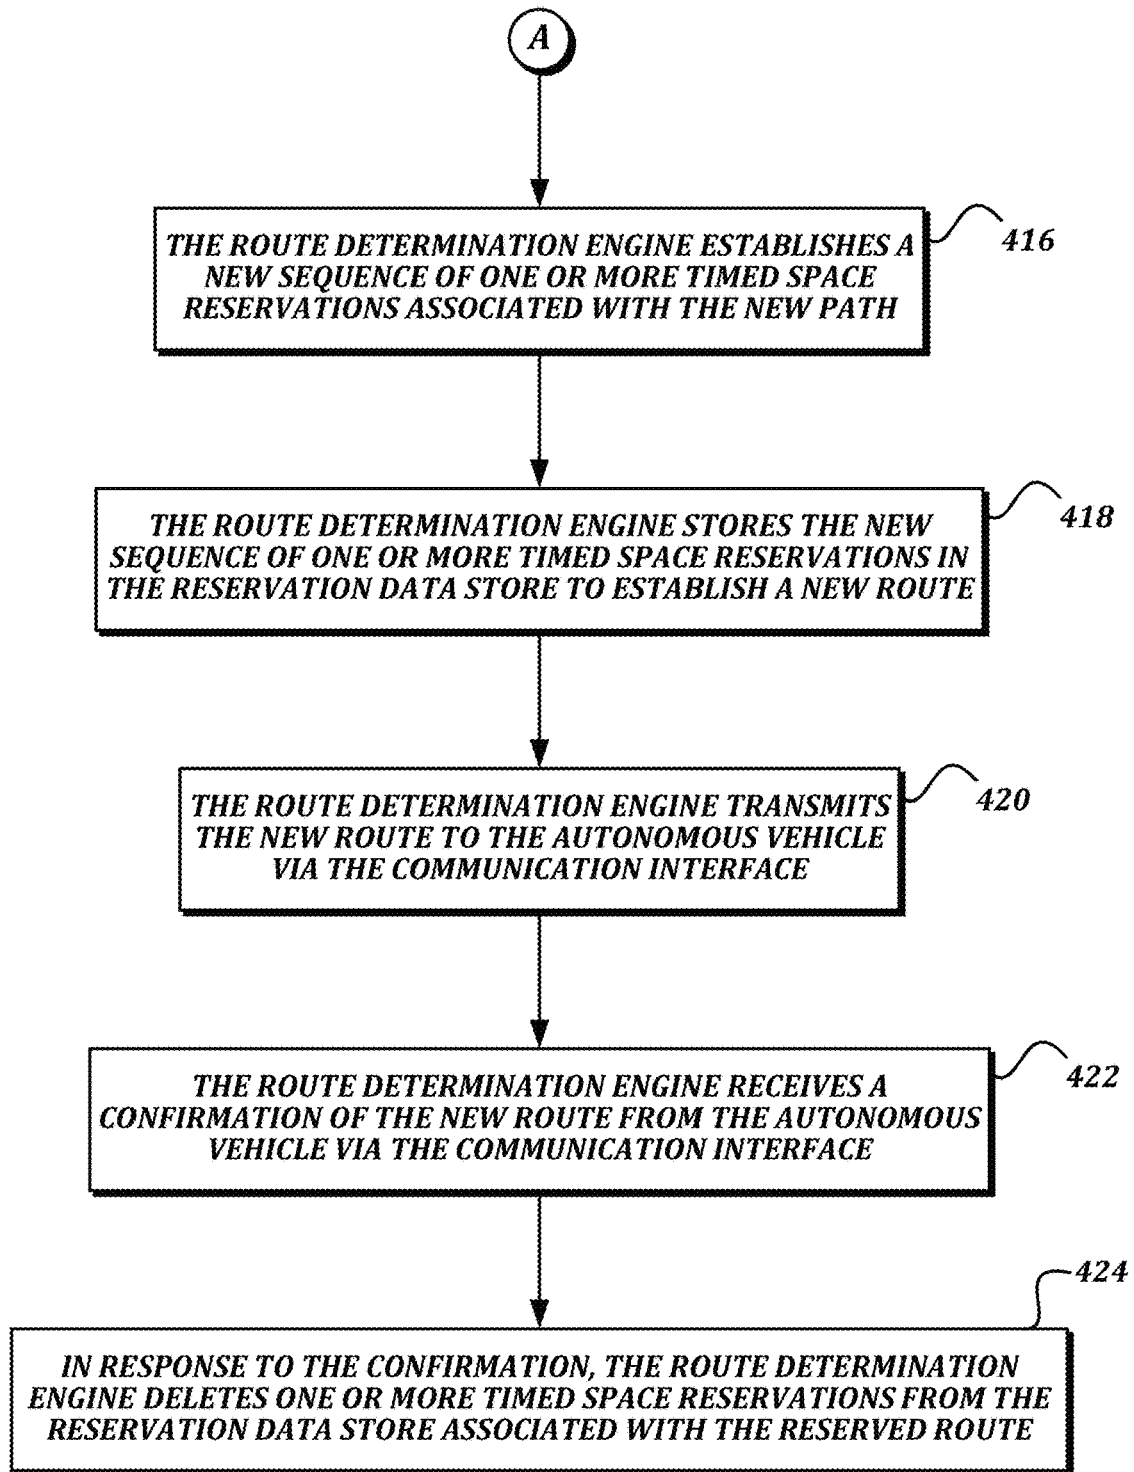 A
THE ROUTE DETERMINATION ENGINE ESTABLISHES A
NEW SEQUENCE OF ONE OR MORE TIMED SPACE
RESERVATIONS ASSOCIATED WITH THE NEW PATH
416
THE ROUTE DETERMINATION ENGINE STORES THE NEW
SEQUENCE OF ONE OR MORE TIMED SPACE RESERVATIONS IN
THE RESERVATION DATA STORE TO ESTABLISH A NEW ROUTE
418
THE ROUTE DETERMINATION ENGINE TRANSMITS
THE NEW ROUTE TO THE AUTONOMOUS VEHICLE
VIA THE COMMUNICATION INTERFACE
420
THE ROUTE DETERMINATION ENGINE RECEIVES A
CONFIRMATION OF THE NEW ROUTE FROM THE AUTONOMOUS
VEHICLE VIA THE COMMUNICATION INTERFACE
422
IN RESPONSE TO THE CONFIRMATION, THE ROUTE DETERMINATION
ENGINE DELETES ONE OR MORE TIMED SPACE RESERVATIONS FROM THE
RESERVATION DATA STORE ASSOCIATED WITH THE RESERVED ROUTE
424